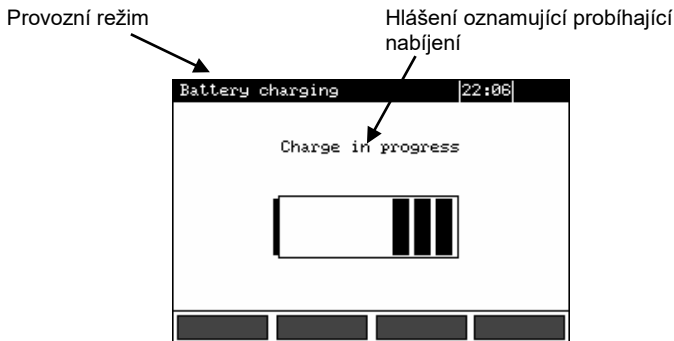 Provozní režim
Hlášení oznamující probíhající
nabíjení
Battery charging 22:06
Charge in progress